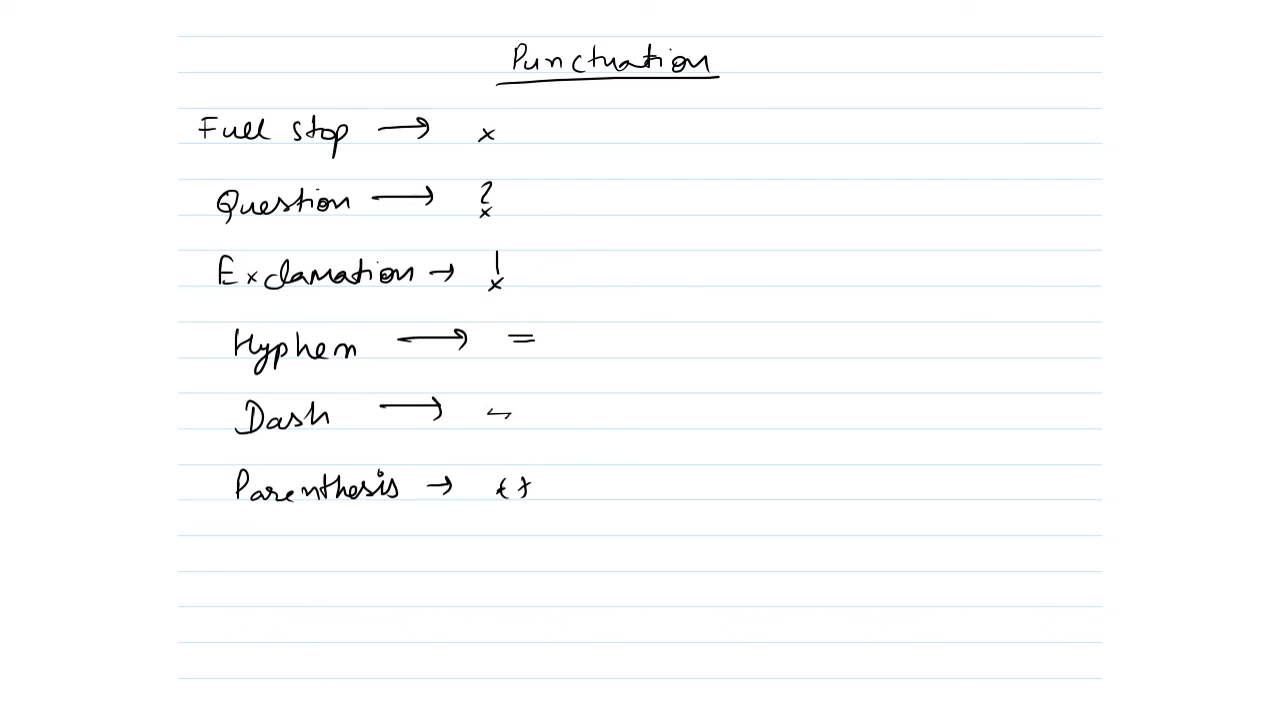 Punctuation
Full stop → x
Question → ?
Exclamation → !
Hyphen → =
Dash →
Parenthesis →